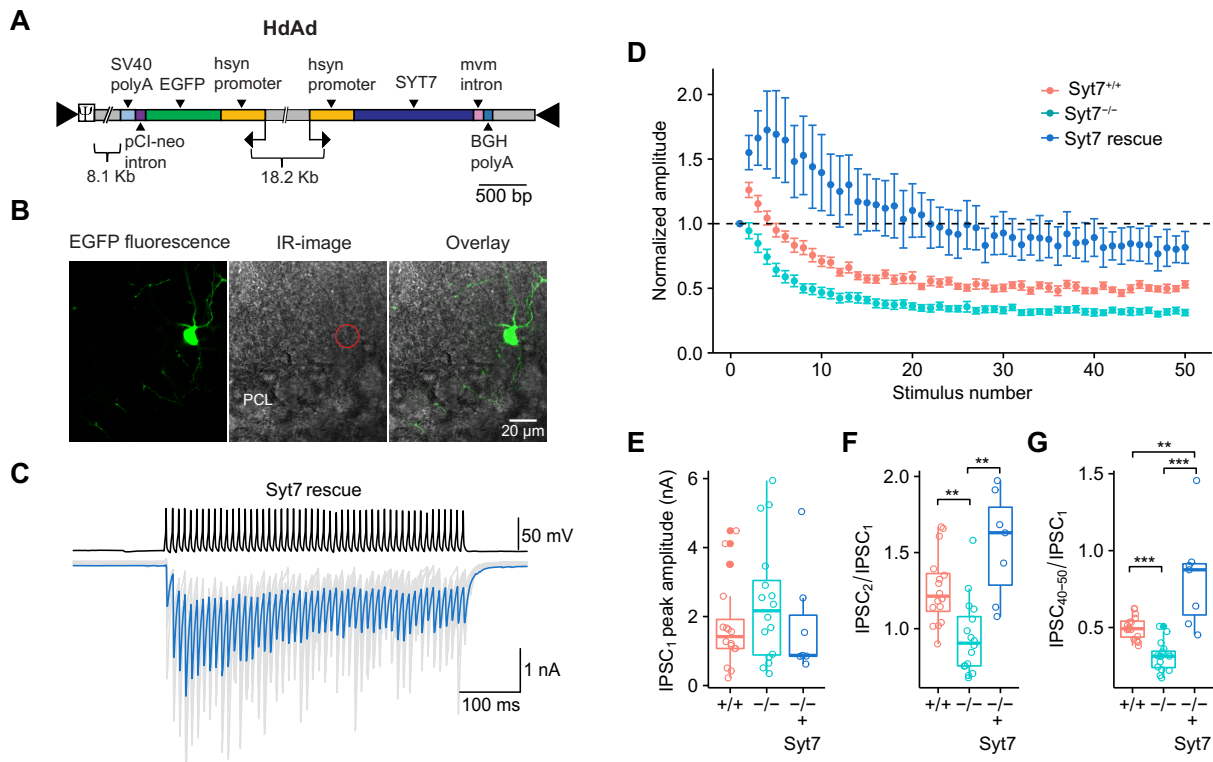 A
HdAd
SV40 polyA
EGFP
hsyn promoter
hsyn promoter
SYT7
mvm intron
Ψ
pCI-neo intron
BGH polyA
8.1 Kb
18.2 Kb
500 bp
B
EGFP fluorescence
IR-image
Overlay
PCL
20 µm
C
Syt7 rescue
50 mV
1 nA
100 ms
D
Normalized amplitude
2.0
1.5
1.0
0.5
0.0
0
10
20
30
40
50
Stimulus number
Syt7+/+
Syt7−/−
Syt7 rescue
E
IPSC1 peak amplitude (nA)
6
4
2
0
+/+
−/−
−/−
+
Syt7
F
IPSC2/IPSC1
2.0
1.5
1.0
**
**
+/+
−/−
−/−
+
Syt7
G
IPSC40−50/IPSC1
1.5
1.0
0.5
**
***
***
+/+
−/−
−/−
+
Syt7